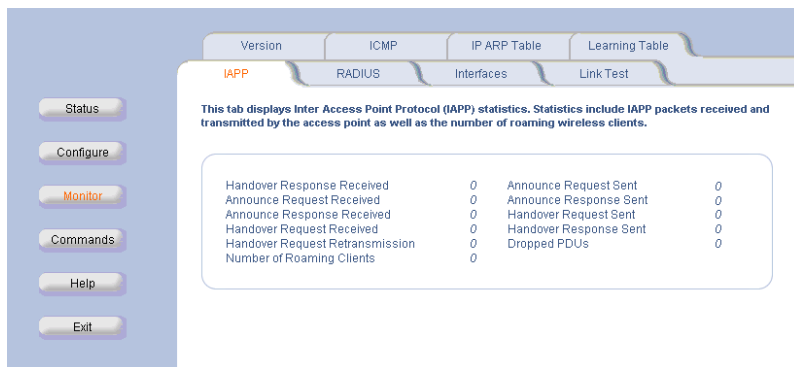 Version ICMP IP ARP Table Learning Table
IAPP RADIUS Interfaces Link Test
Status
Configure
Monitor
Commands
Help
Exit
This tab displays Inter Access Point Protocol (IAPP) statistics. Statistics include IAPP packets received and
transmitted by the access point as well as the number of roaming wireless clients.
Handover Response Received 0 Announce Request Sent 0
Announce Request Received 0 Announce Response Sent 0
Announce Response Received 0 Handover Request Sent 0
Handover Request Received 0 Handover Response Sent 0
Handover Request Retransmission 0 Dropped PDUs 0
Number of Roaming Clients 0